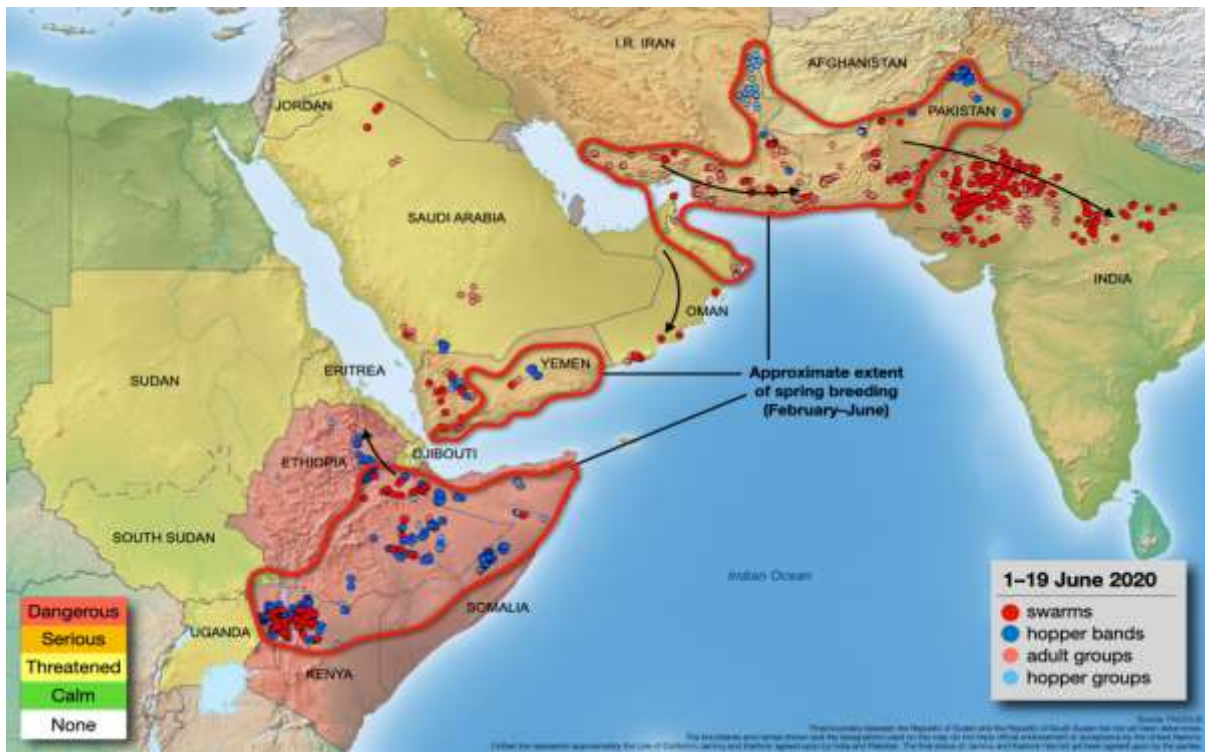 I.R. IRAN
AFGHANISTAN
JORDAN
PAKISTAN
SAUDI ARABIA
INDIA
OMAN
SUDAN
ERITREA
YEMEN
Approximate extent
of spring breeding
(February–June)
DJIBOUTI
ETHIOPIA
SOUTH SUDAN
Indian Ocean
SOMALIA
UGANDA
KENYA
Dangerous
Serious
Threatened
Calm
None
1–19 June 2020
swarms
hopper bands
adult groups
hopper groups